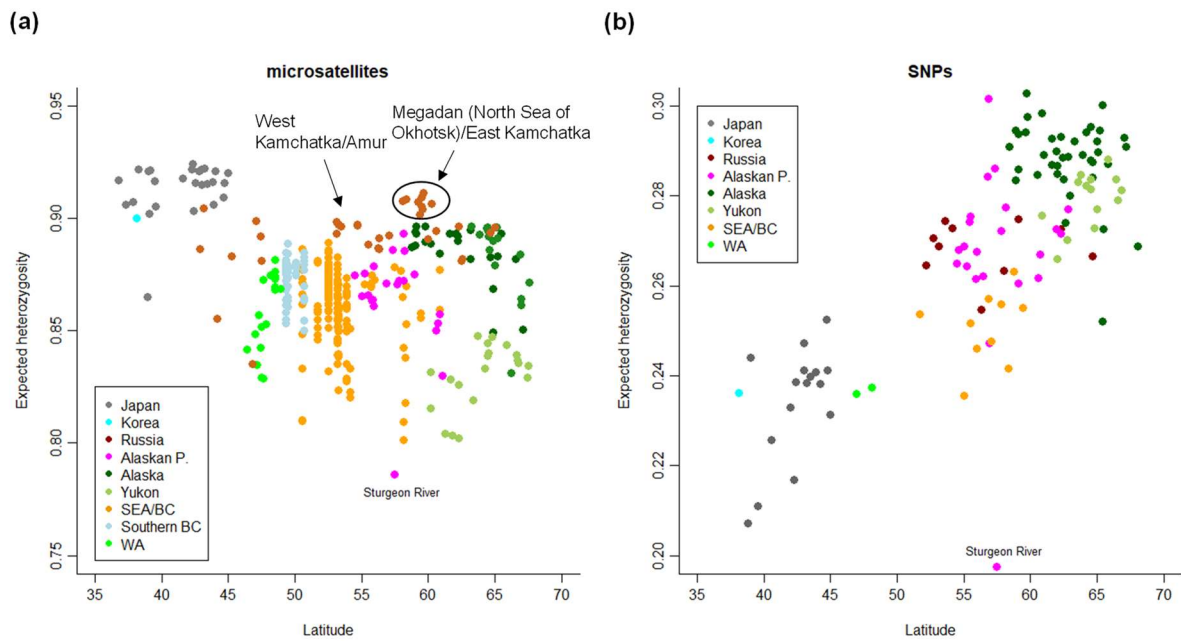 (a)
microsatellites
West
Kamchatka/Amur
Megadan (North Sea of
Okhotsk)/East Kamchatka
Expected heterozygosity
0.95
0.90
0.85
0.80
0.75
Japan
Korea
Russia
Alaskan P.
Alaska
Yukon
SEA/BC
Southern BC
WA
Sturgeon River
35 40 45 50 55 60 65 70
Latitude
(b)
SNPs
Expected heterozygosity
0.30
0.28
0.26
0.24
0.22
0.20
Japan
Korea
Russia
Alaskan P.
Alaska
Yukon
SEA/BC
WA
Sturgeon River
35 40 45 50 55 60 65 70
Latitude